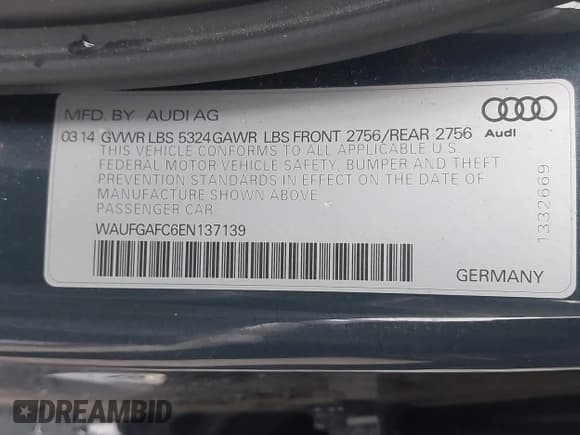 MFD. BY AUDI AG
03 14 GVWR LBS 5324 GAWR LBS FRONT 2756/REAR 2756
Audi
THIS VEHICLE CONFORMS TO ALL APPLICABLE U.S.
FEDERAL MOTOR VEHICLE SAFETY, BUMPER AND THEFT
PREVENTION STANDARDS IN EFFECT ON THE DATE OF
MANUFACTURE SHOWN ABOVE
PASSENGER CAR
WAUFGAFC6EN137139
1332669
GERMANY
DREAMBID